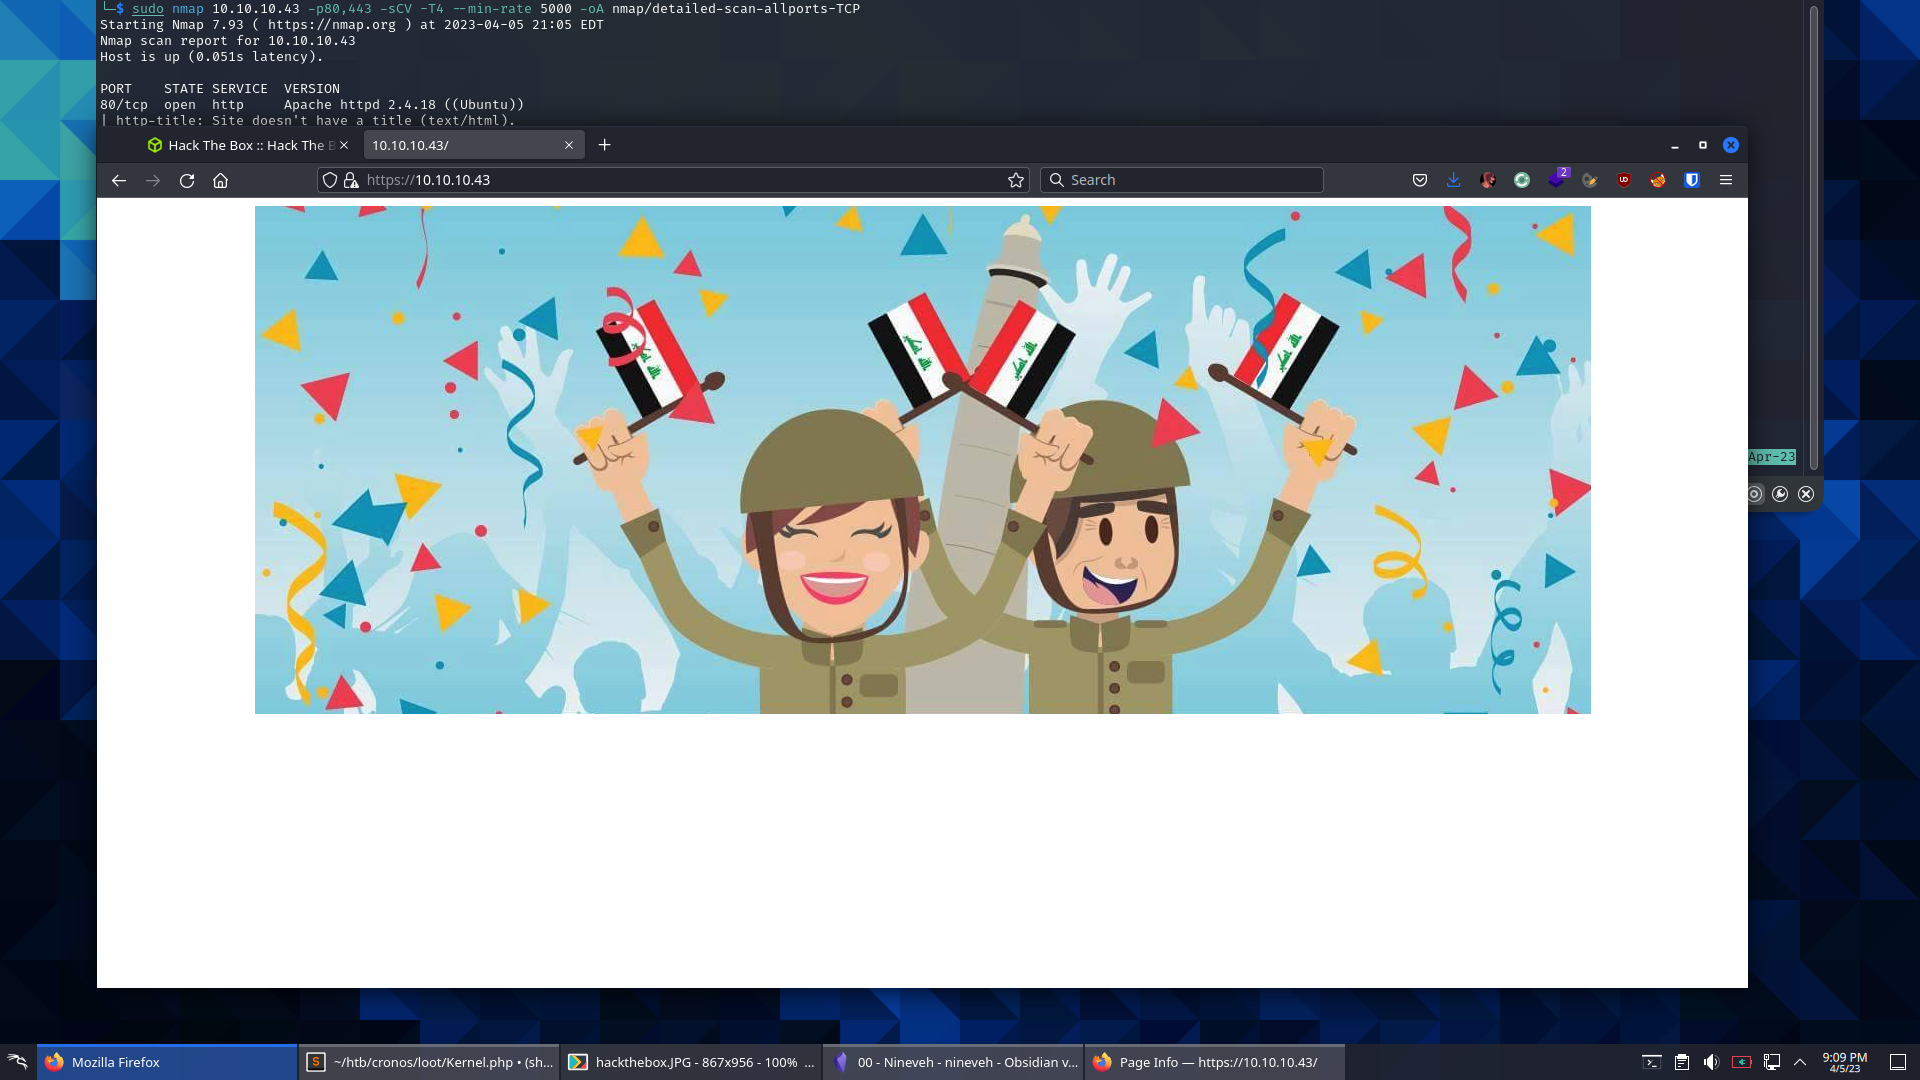 └─$ sudo nmap 10.10.10.43 -p80,443 -sCV -T4 --min-rate 5000 -oA nmap/detailed-scan-allports-TCP
Starting Nmap 7.93 ( https://nmap.org ) at 2023-04-05 21:05 EDT
Nmap scan report for 10.10.10.43
Host is up (0.051s latency).
PORT    STATE SERVICE  VERSION
80/tcp  open  http     Apache httpd 2.4.18 ((Ubuntu))
| http-title: Site doesn't have a title (text/html).
Hack The Box :: Hack The B
10.10.10.43/
https://10.10.10.43
Search
2
Apr-23
Mozilla Firefox
S
~/htb/cronos/loot/Kernel.php • (sh...
hackthebox.JPG - 867x956 - 100% ...
00 - Nineveh - nineveh - Obsidian v...
Page Info — https://10.10.10.43/
9:09 PM
4/5/23